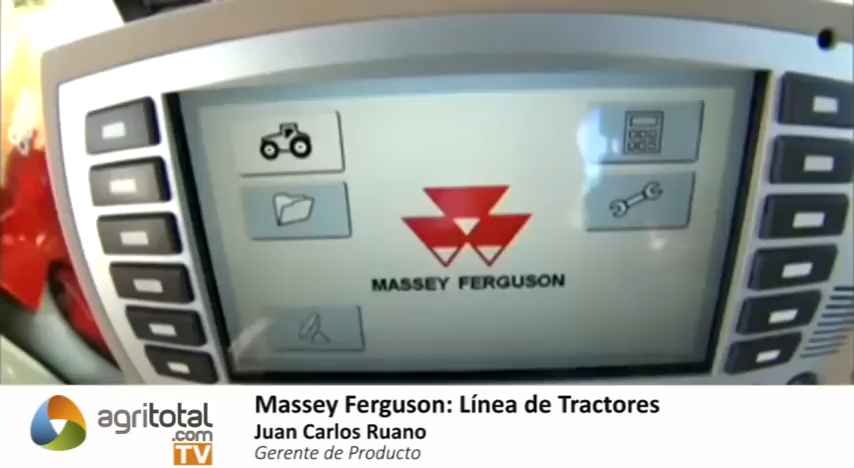 MASSEY FERGUSON
agritotal
.com
TV
Massey Ferguson: Línea de Tractores
Juan Carlos Ruano
Gerente de Producto